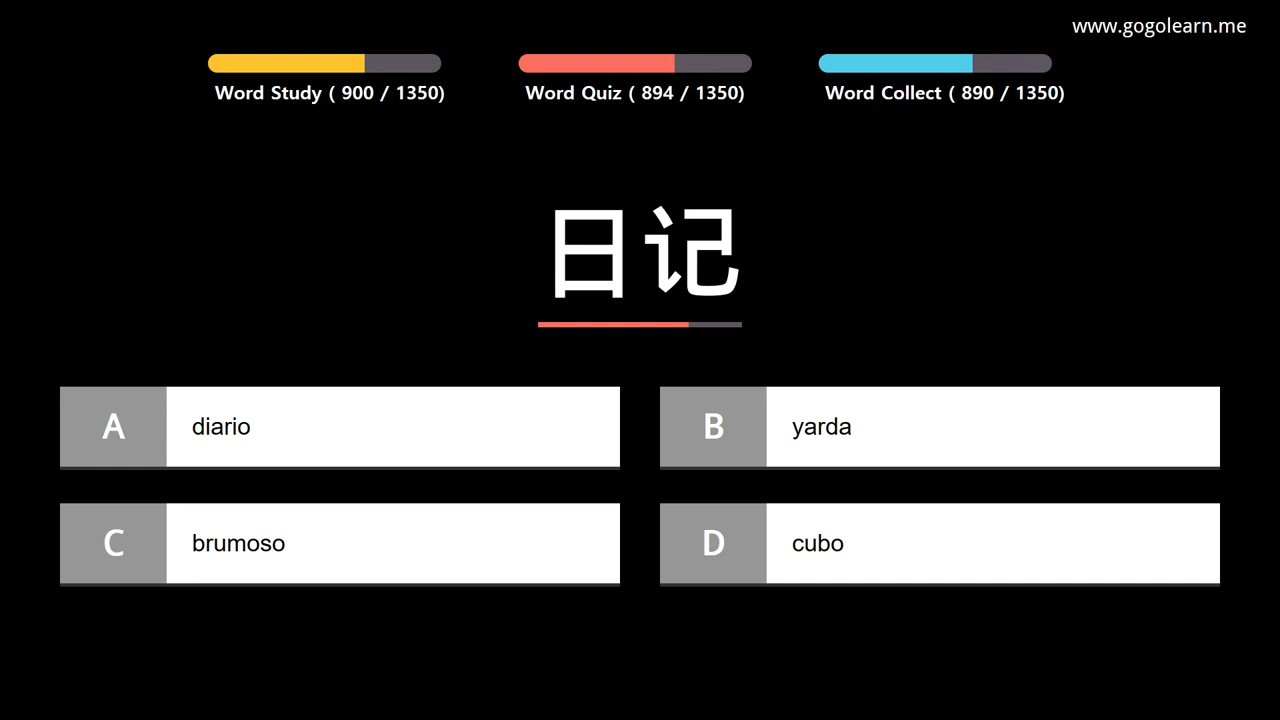 www.gogolearn.me
Word Study ( 900 / 1350)
Word Quiz ( 894 / 1350)
Word Collect ( 890 / 1350)
日记
A diario
B yarda
C brumoso
D cubo